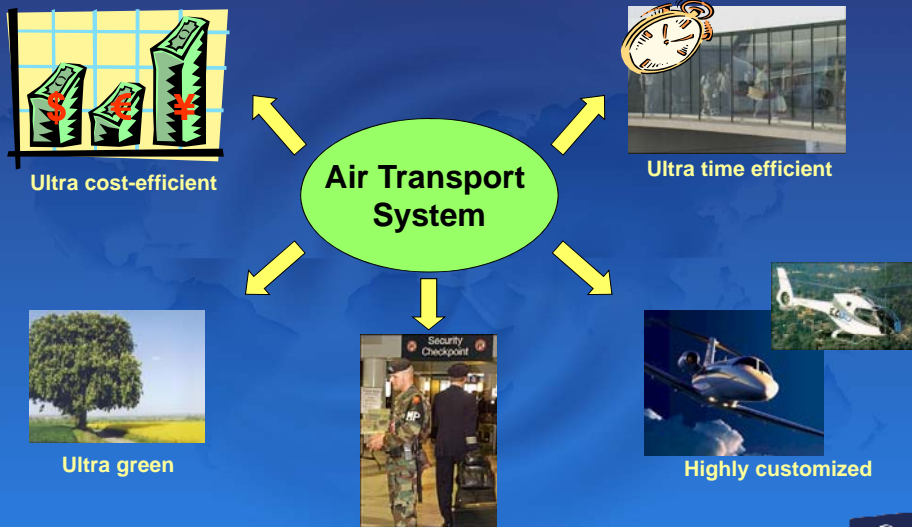 $ € ¥
Ultra cost-efficient
Ultra time efficient
Air Transport
System
Security
Checkpoint
MP
Ultra green
Highly customized